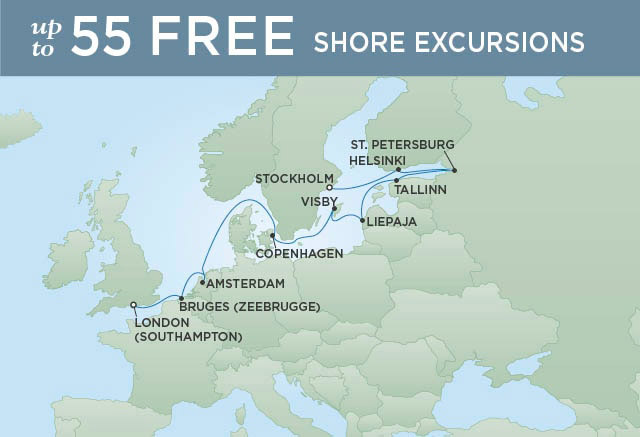 up to 55 FREE SHORE EXCURSIONS
ST. PETERSBURG
HELSINKI
STOCKHOLM
TALLINN
VISBY
LIEPAJA
COPENHAGEN
AMSTERDAM
BRUGES (ZEEBRUGGE)
LONDON
(SOUTHAMPTON)